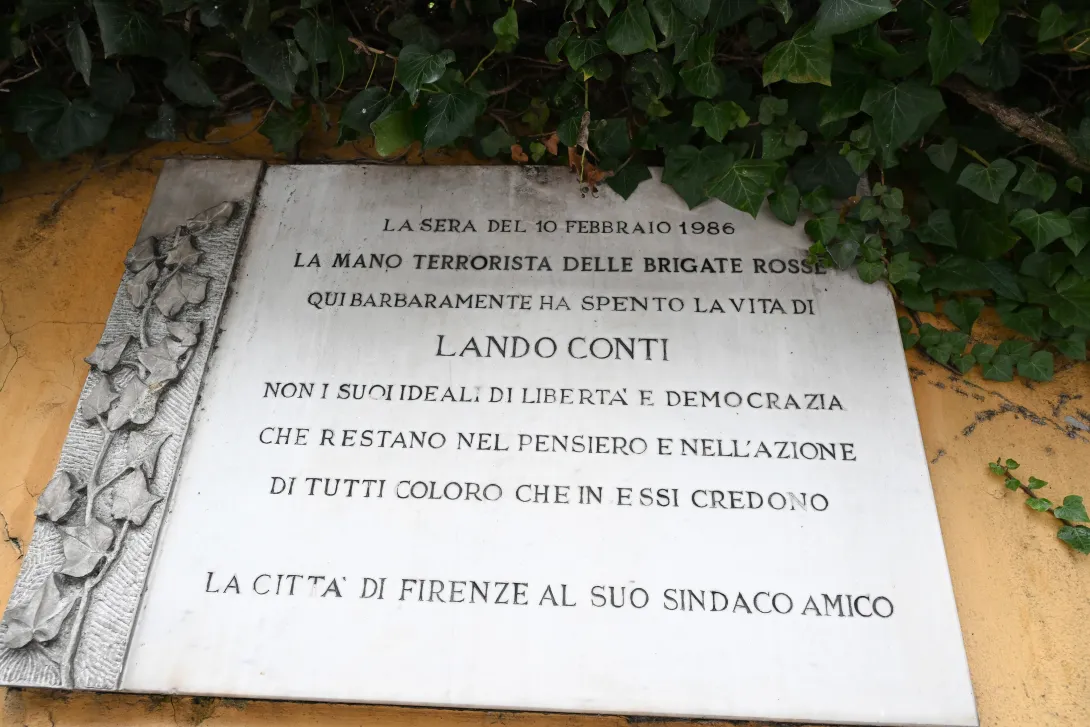 LA SERA DEL 10 FEBBRAIO 1986
LA MANO TERRORISTA DELLE BRIGATE ROSSE
QUI BARBARAMENTE HA SPENTO LA VITA DI
LANDO CONTI
NON I SUOI IDEALI DI LIBERTA' E DEMOCRAZIA
CHE RESTANO NEL PENSIERO E NELL'AZIONE
DI TUTTI COLORO CHE IN ESSI CREDONO
LA CITTA' DI FIRENZE AL SUO SINDACO AMICO